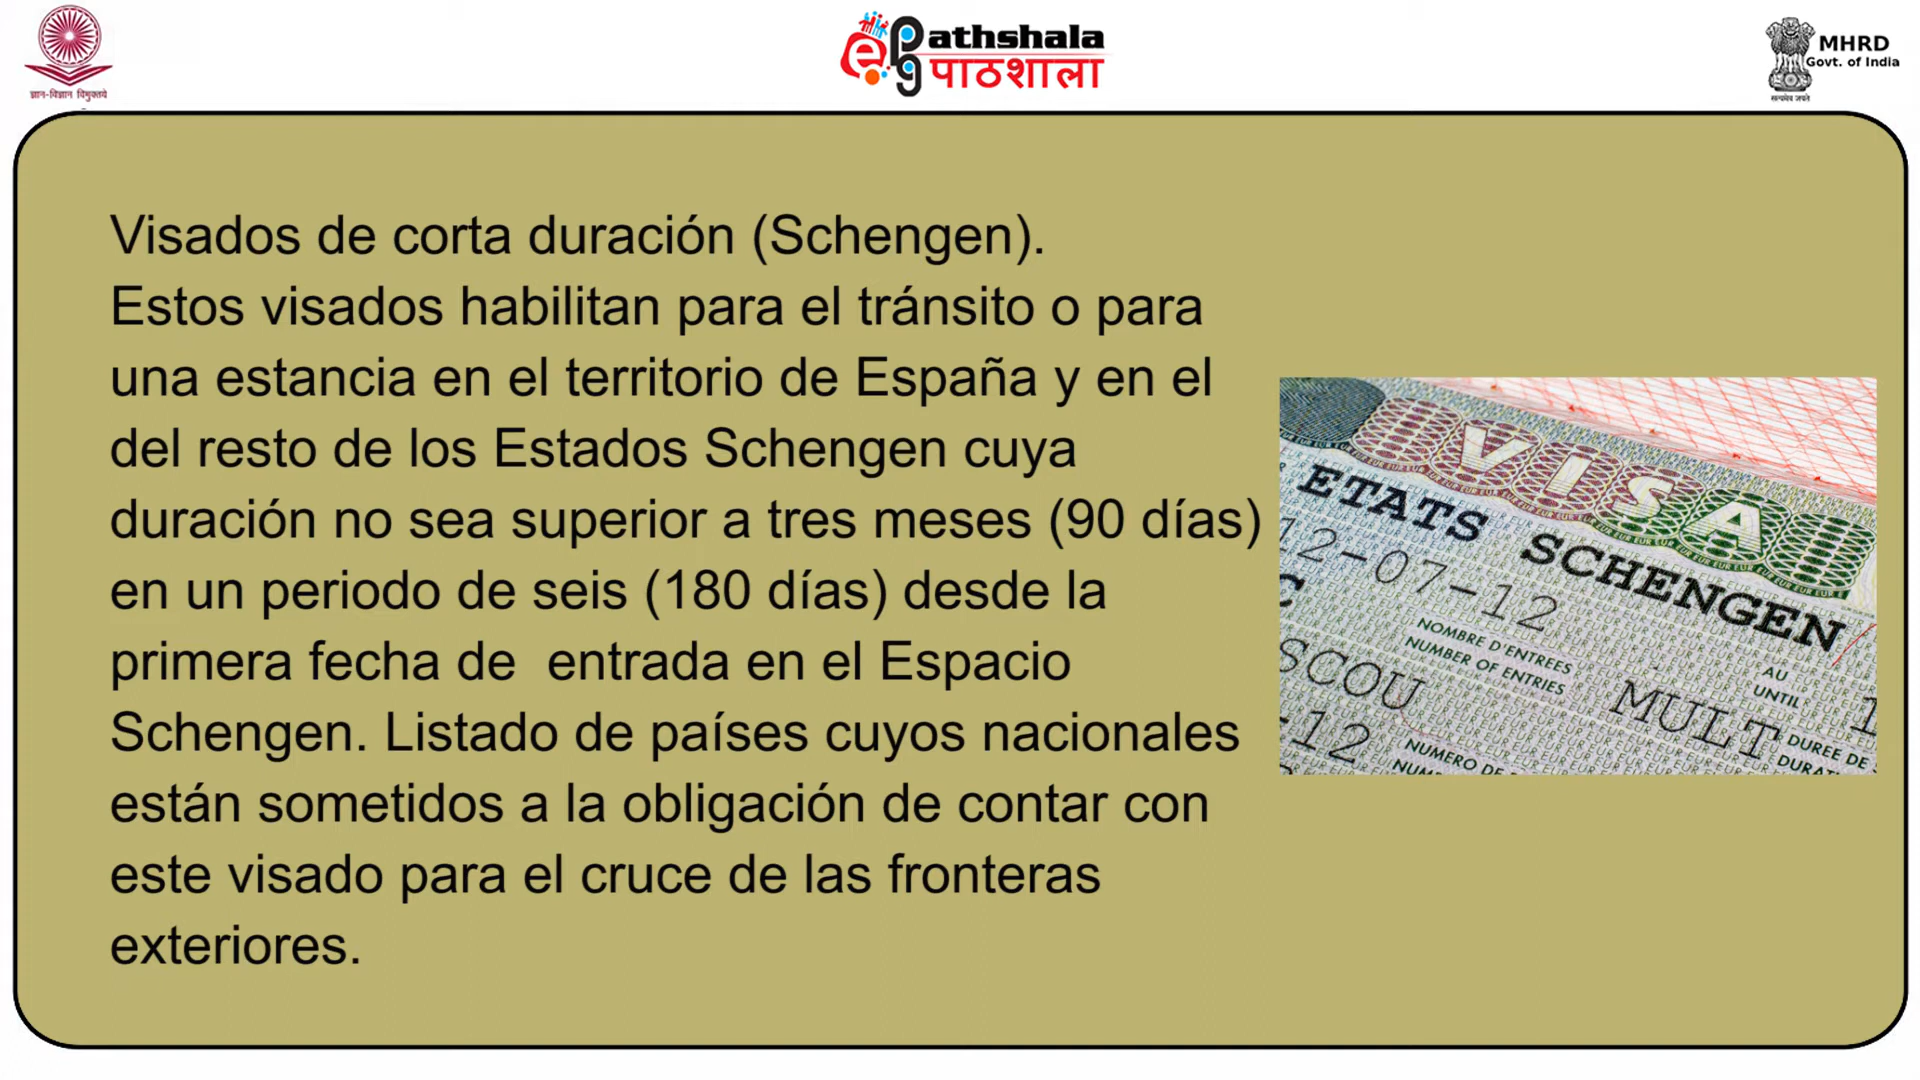 ज्ञान-विज्ञान विमुक्तये
ePg Pathshala
पाठशाला
MHRD
Govt. of India
सत्यमेव जयते
Visados de corta duración (Schengen).
Estos visados habilitan para el tránsito o para
una estancia en el territorio de España y en el
del resto de los Estados Schengen cuya
duración no sea superior a tres meses (90 días)
en un periodo de seis (180 días) desde la
primera fecha de entrada en el Espacio
Schengen. Listado de países cuyos nacionales
están sometidos a la obligación de contar con
este visado para el cruce de las fronteras
exteriores.
VISA
ETATS SCHENGEN
12-07-12
NOMBRE D'ENTREES
NUMBER OF ENTRIES
AU
UNTIL
SCOU
MULT
-12
NUMERO DE
DUREE DE